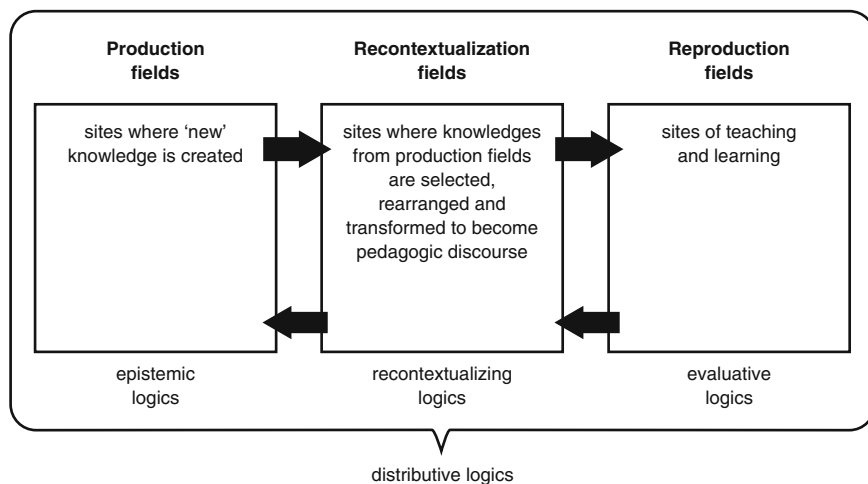 Production
fields
Recontextualization
fields
Reproduction
fields
sites where ‘new’
knowledge is created
sites where knowledges
from production fields
are selected,
rearranged and
transformed to become
pedagogic discourse
sites of teaching
and learning
epistemic
logics
recontextualizing
logics
evaluative
logics
distributive logics